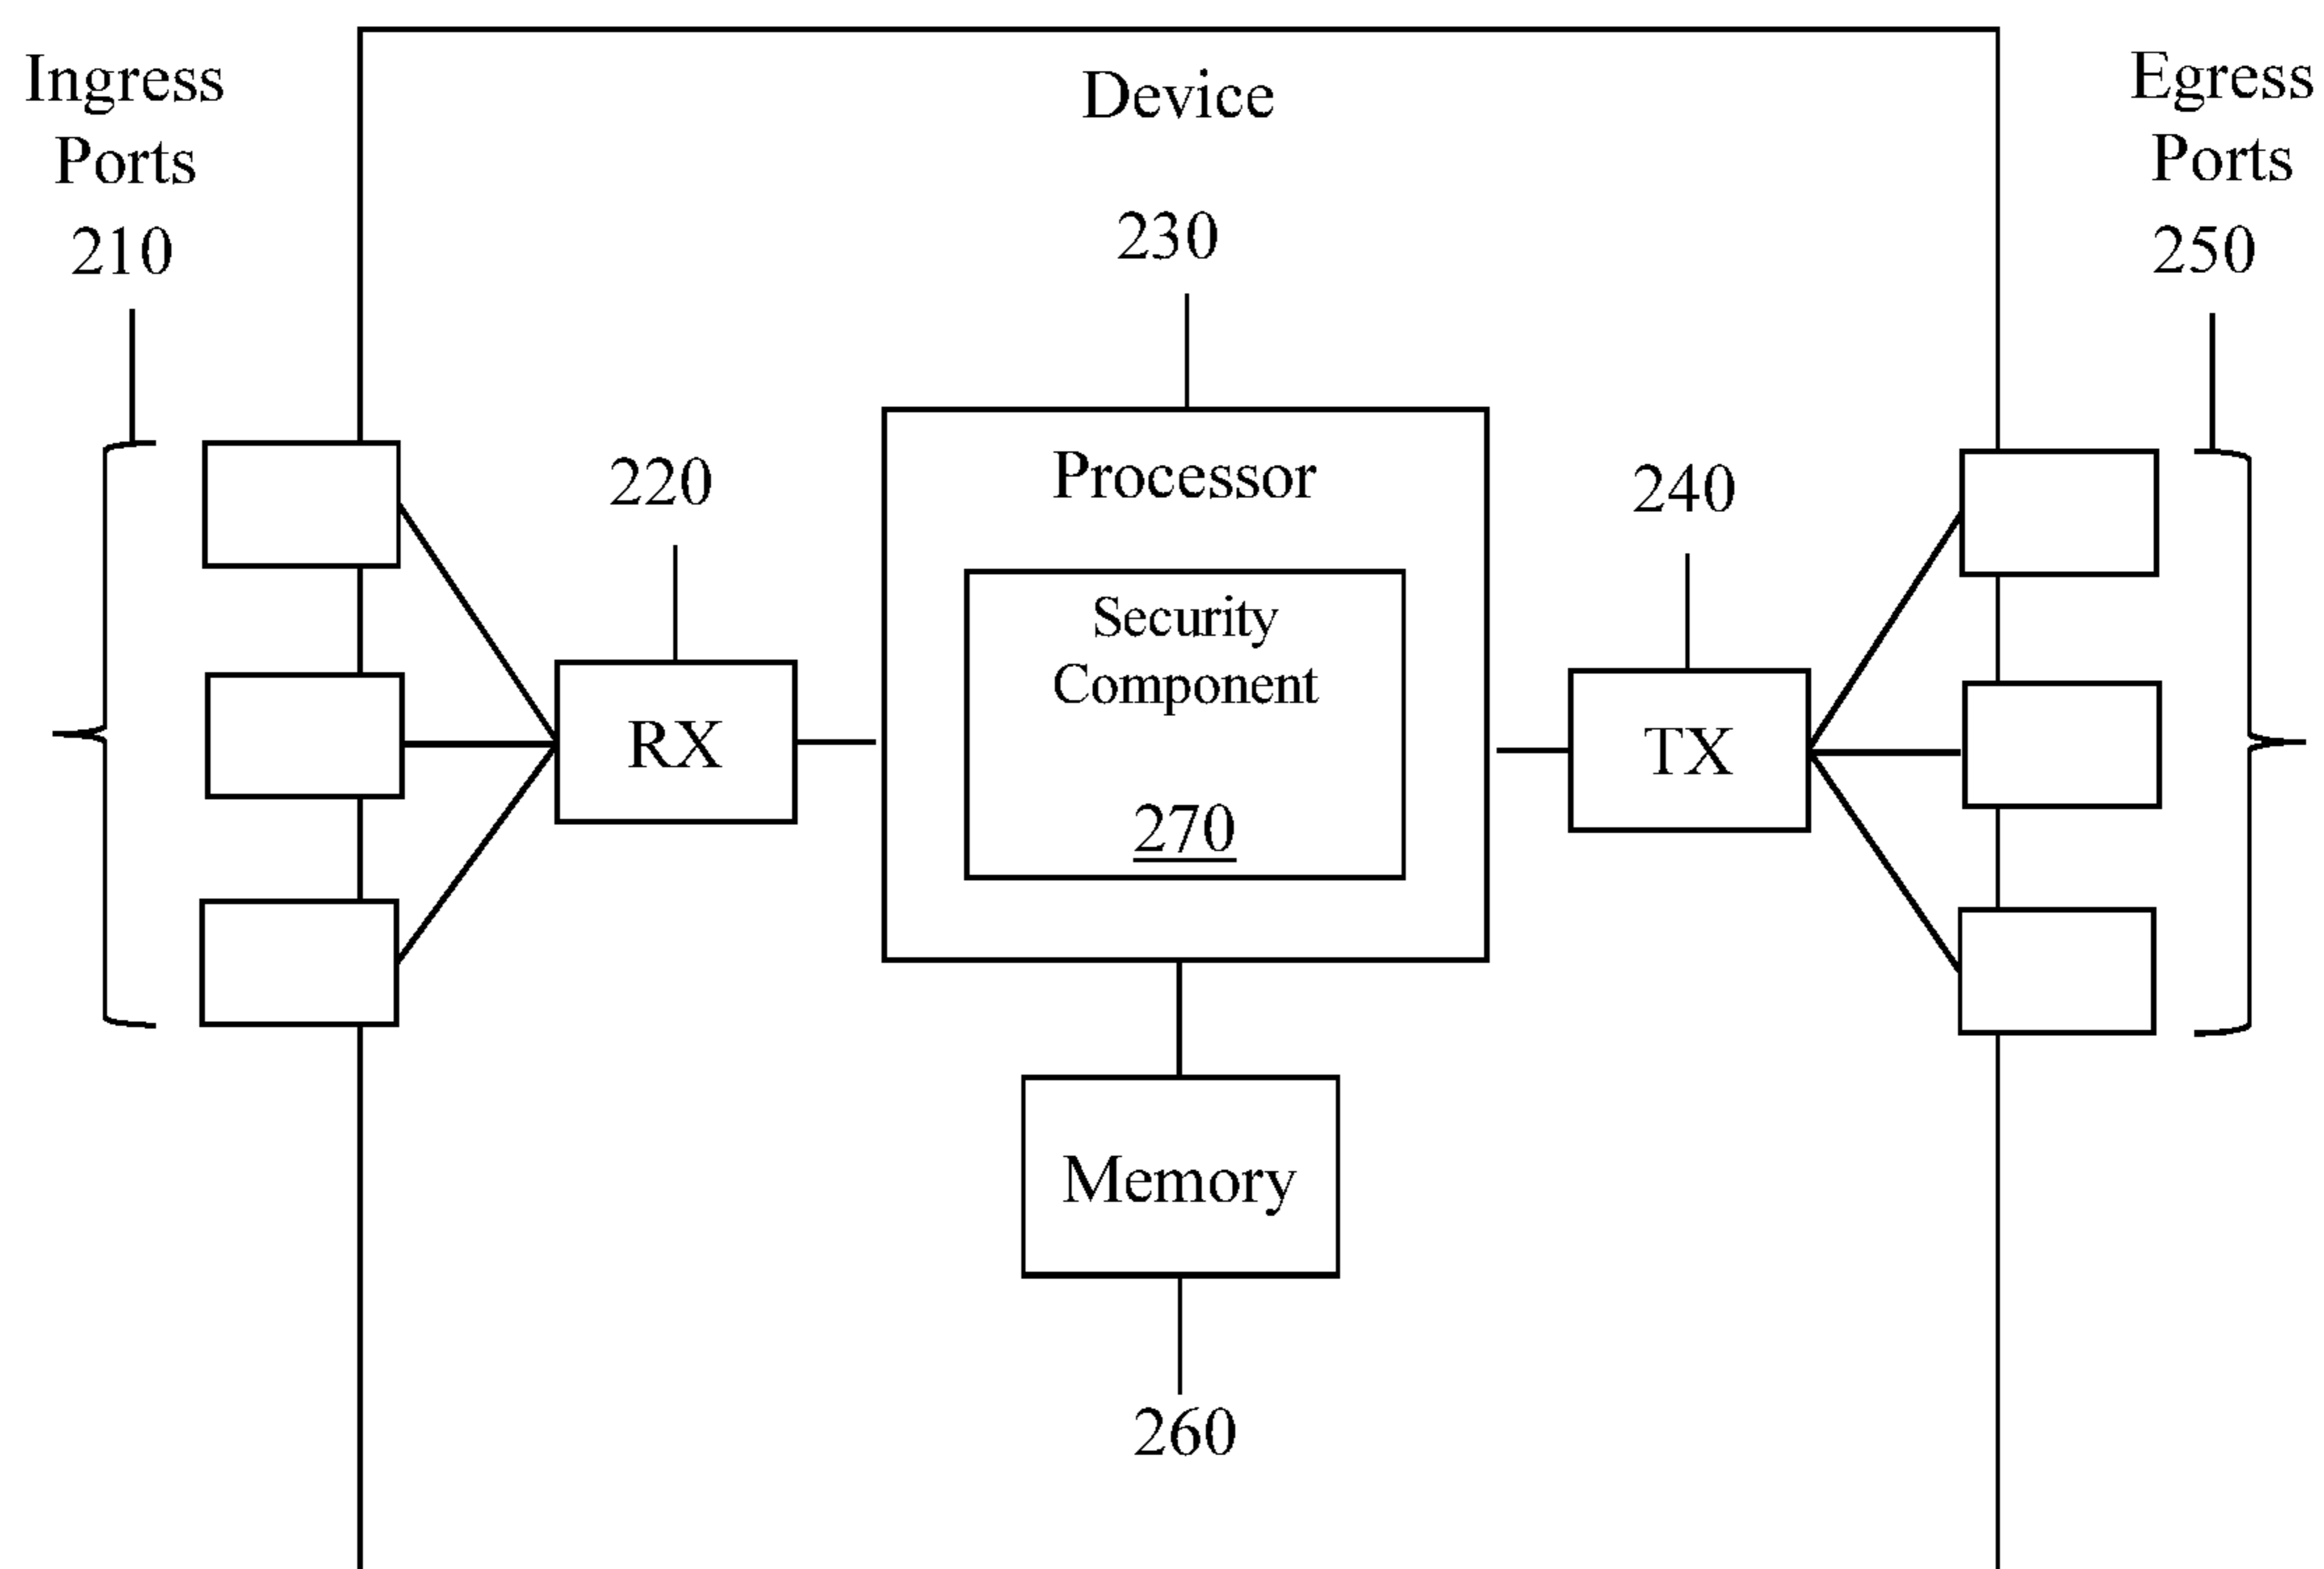 Ingress
Ports
210
Device
230
Egress
Ports
250
220
Processor
240
Security
Component
270
RX
TX
Memory
260